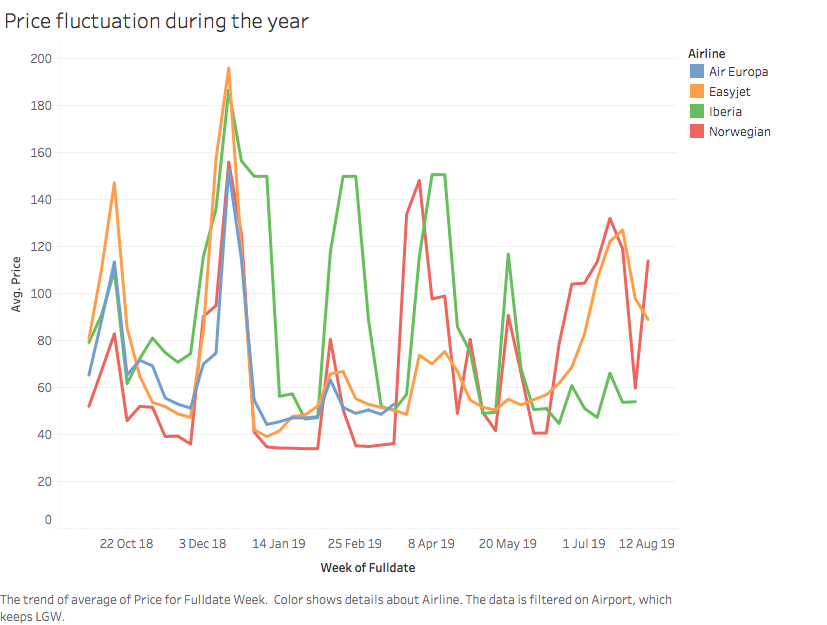 Price fluctuation during the year
Airline
Air Europa
Easyjet
Iberia
Norwegian
Avg. Price
200
180
160
140
120
100
80
60
40
20
0
22 Oct 18
3 Dec 18
14 Jan 19
25 Feb 19
8 Apr 19
20 May 19
1 Jul 19
12 Aug 19
Week of Fulldate
The trend of average of Price for Fulldate Week.  Color shows details about Airline. The data is filtered on Airport, which
keeps LGW.